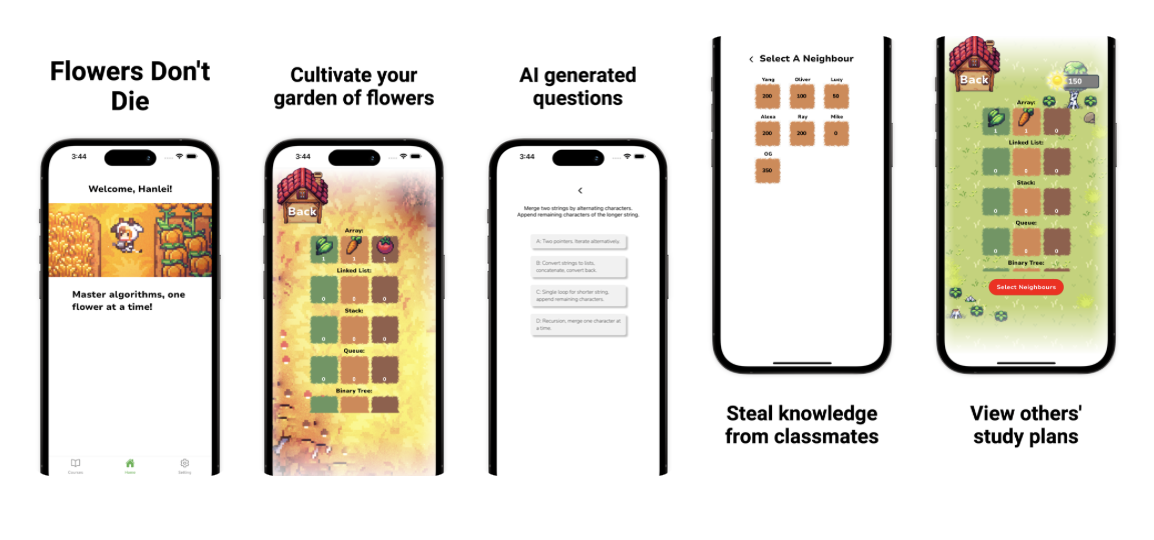 Flowers Don't
Die
3:44
Welcome, Hanlei!
Master algorithms, one
flower at a time!
Courses
Home
Setting
Cultivate your
garden of flowers
3:44
Back
Array:
1 1 1
Linked List:
0 0 0
Stack:
0 0 0
Queue:
0 0 0
Binary Tree:
AI generated
questions
3:44
Merge two strings by alternating characters.
Append remaining characters of the longer string.
A: Two pointers, iterate alternatively.
B: Convert strings to lists,
concatenate, convert back.
C: Single loop for shorter string,
append remaining characters.
D: Recursion, merge one character at
a time.
Select A Neighbour
Yang Oliver Lucy
200 100 50
Alexa Ray Mike
200 200 0
OG
350
Steal knowledge
from classmates
Back
150
Array:
1 1 0
Linked List:
0 0 0
Stack:
0 0 0
Queue:
0 0 0
Binary Tree:
Select Neighbours
View others'
study plans